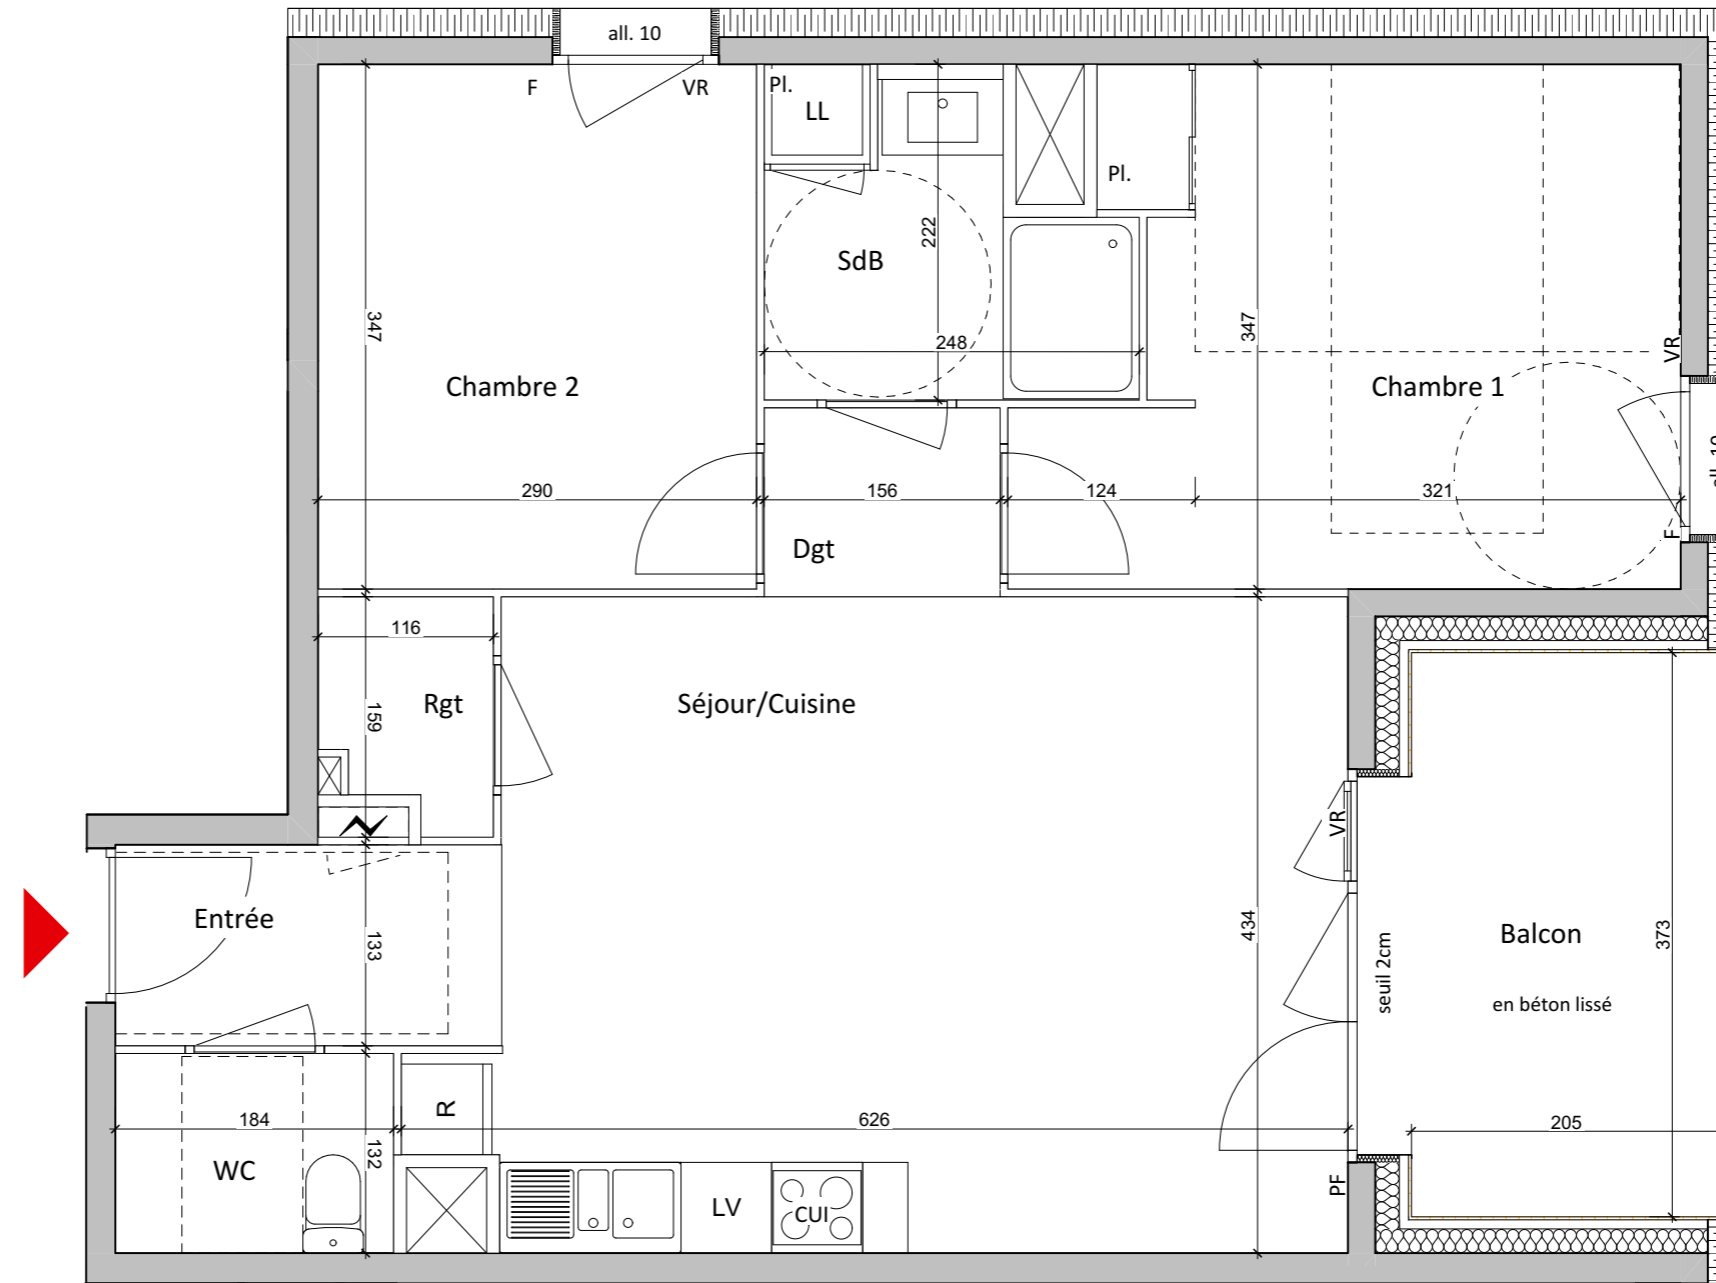 all. 10
F
VR
Pl.
LL
Pl.
222
SdB
347
248
347
VR
Chambre 2
Chambre 1
290
156
124
321
F
Dgt
116
Rgt
159
Séjour/Cuisine
VR
Entrée
133
434
seuil 2cm
Balcon
373
en béton lissé
184
132
R
626
205
WC
LV
CUI
PF